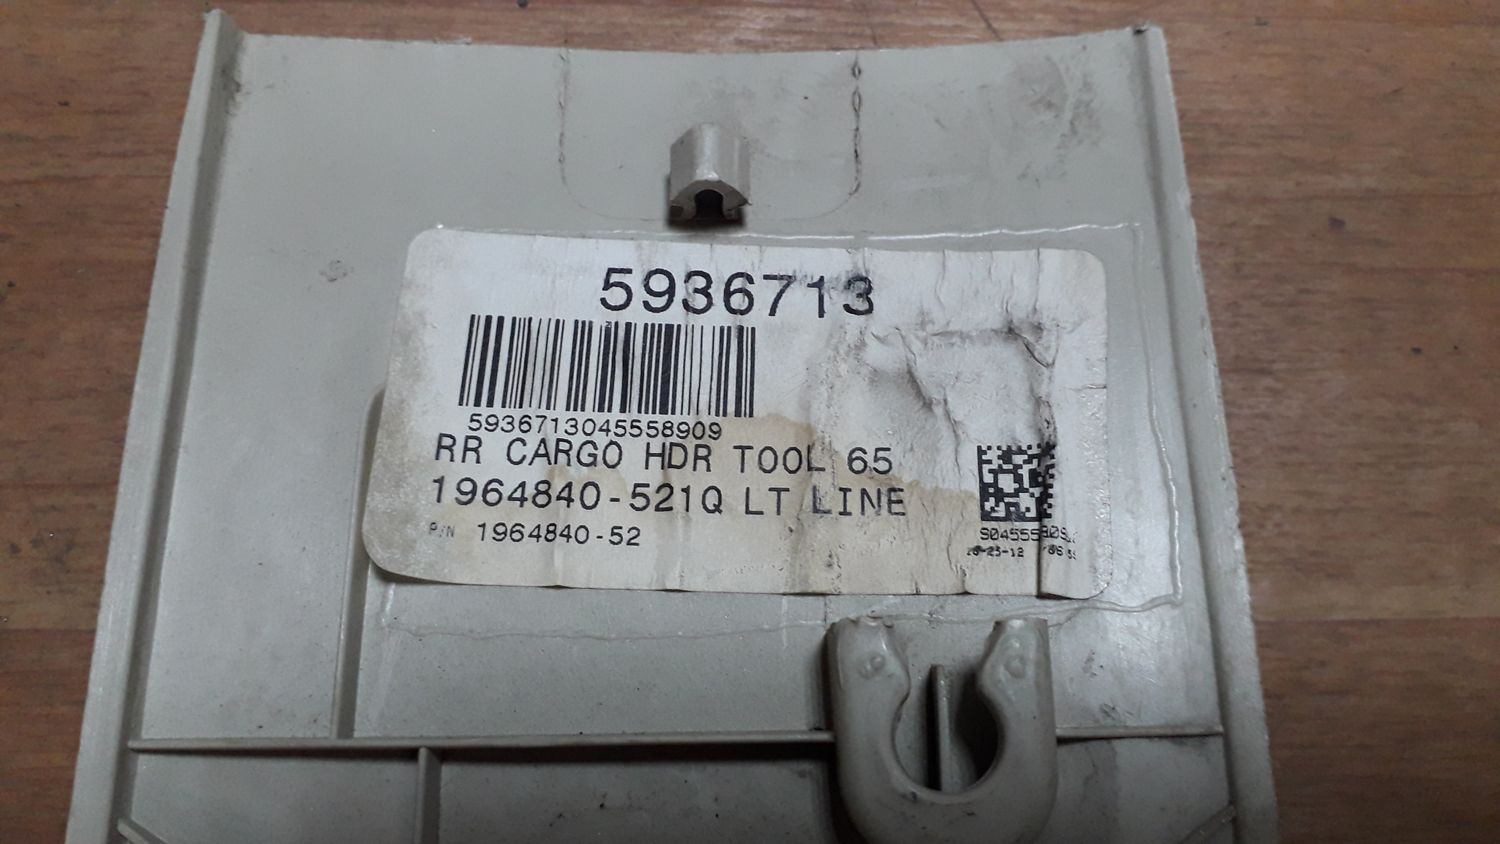 5936713
5936713045558909
RR CARGO HDR TOOL 65
1964840-521Q LT LINE
P/N 1964840-52